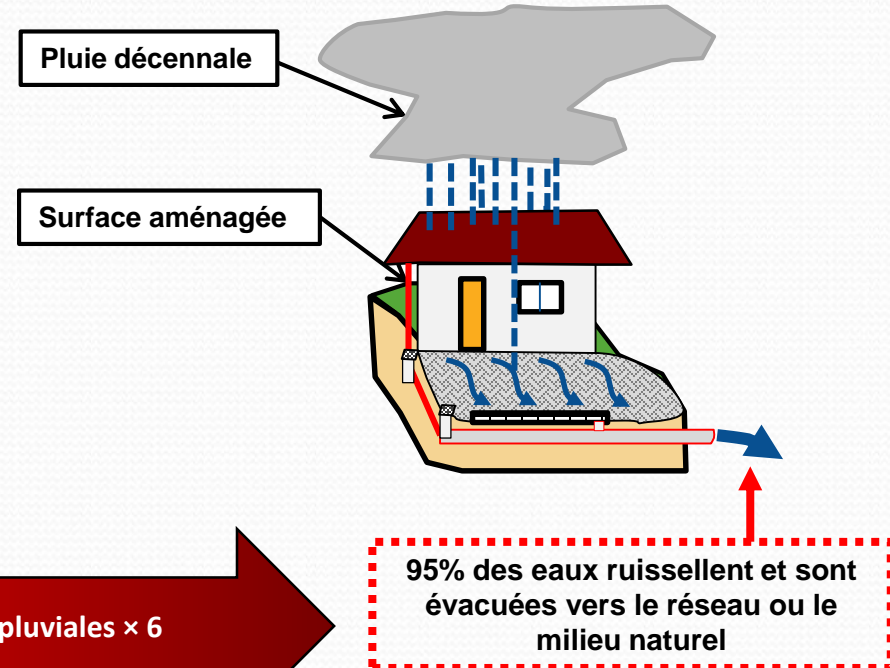 Pluie décennale
Surface aménagée
pluviales × 6
95% des eaux ruissellent et sont
évacuées vers le réseau ou le
milieu naturel